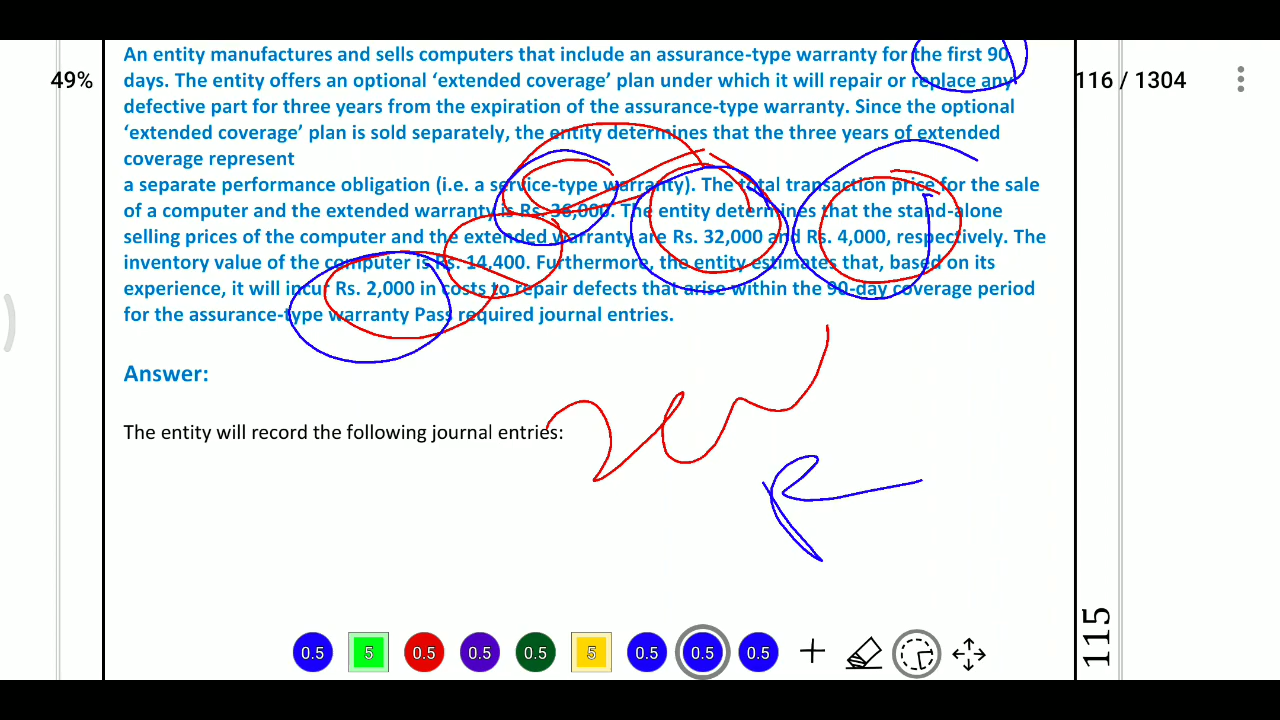 An entity manufactures and sells computers that include an assurance-type warranty for the first 90
49%
116 / 1304
days. The entity offers an optional ‘extended coverage’ plan under which it will repair or replace any
defective part for three years from the expiration of the assurance-type warranty. Since the optional
‘extended coverage’ plan is sold separately, the entity determines that the three years of extended
coverage represent
a separate performance obligation (i.e. a service-type warranty). The total transaction price for the sale
of a computer and the extended warranty is Rs. 36,000. The entity determines that the stand-alone
selling prices of the computer and the extended warranty are Rs. 32,000 and Rs. 4,000, respectively. The
inventory value of the computer is Rs. 14,400. Furthermore, the entity estimates that, based on its
experience, it will incur Rs. 2,000 in costs to repair defects that arise within the 90-day coverage period
for the assurance-type warranty Pass required journal entries.
Answer:
The entity will record the following journal entries:
115
0.5 5 0.5 0.5 0.5 5 0.5 0.5 0.5